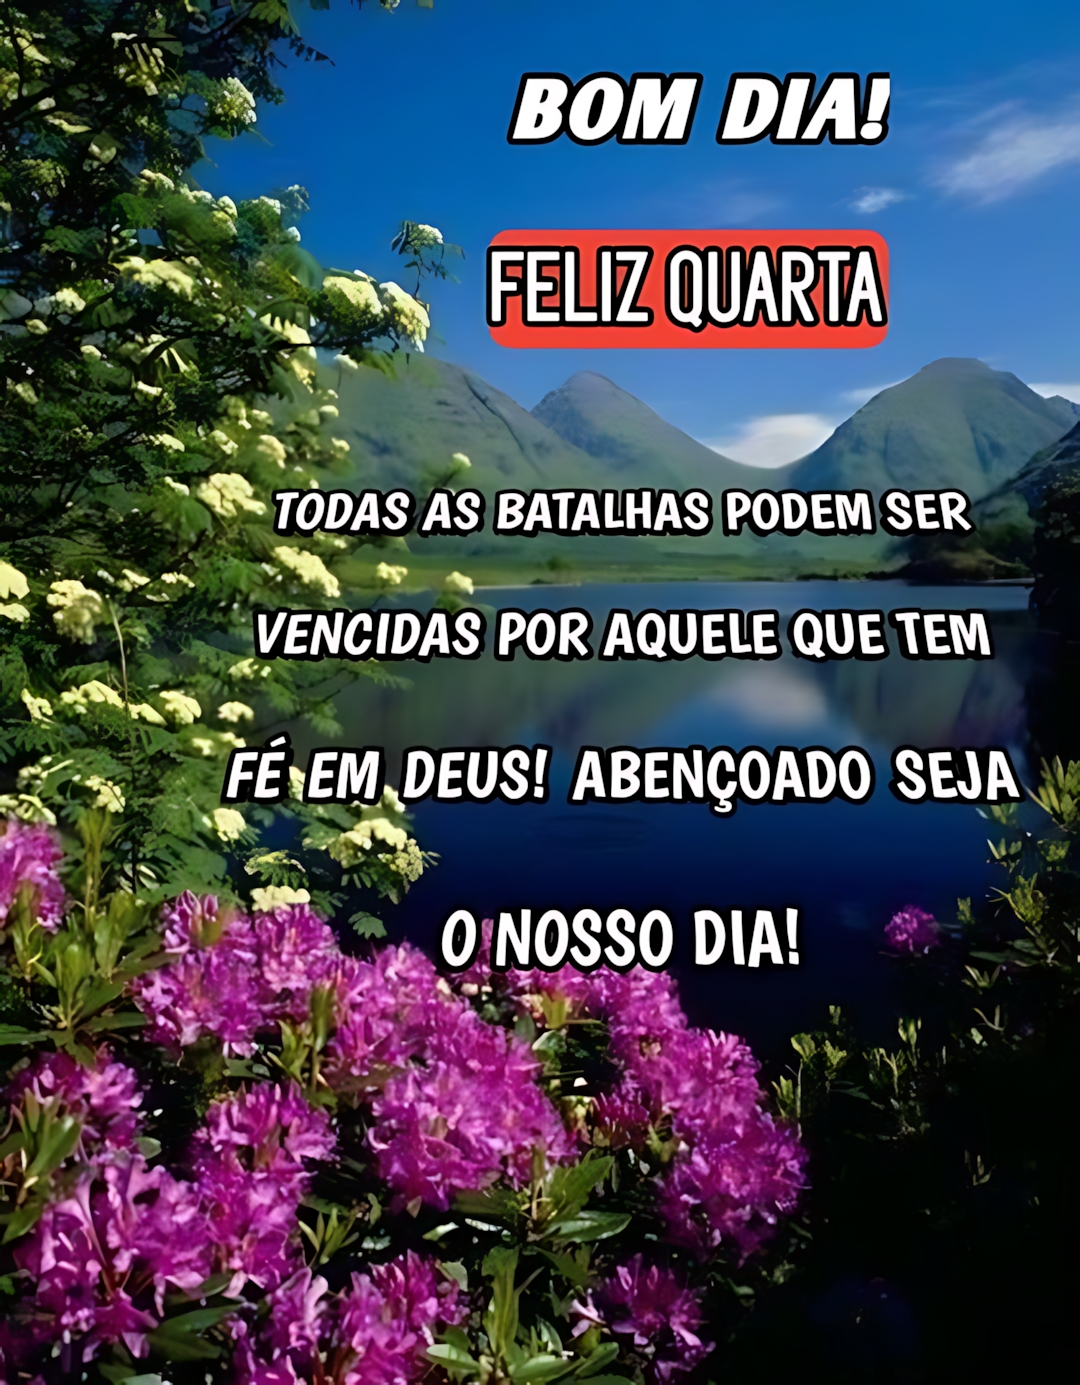 BOM DIA!
FELIZ QUARTA
TODAS AS BATALHAS PODEM SER
VENCIDAS POR AQUELE QUE TEM
FÉ EM DEUS! ABENÇOADO SEJA
O NOSSO DIA!